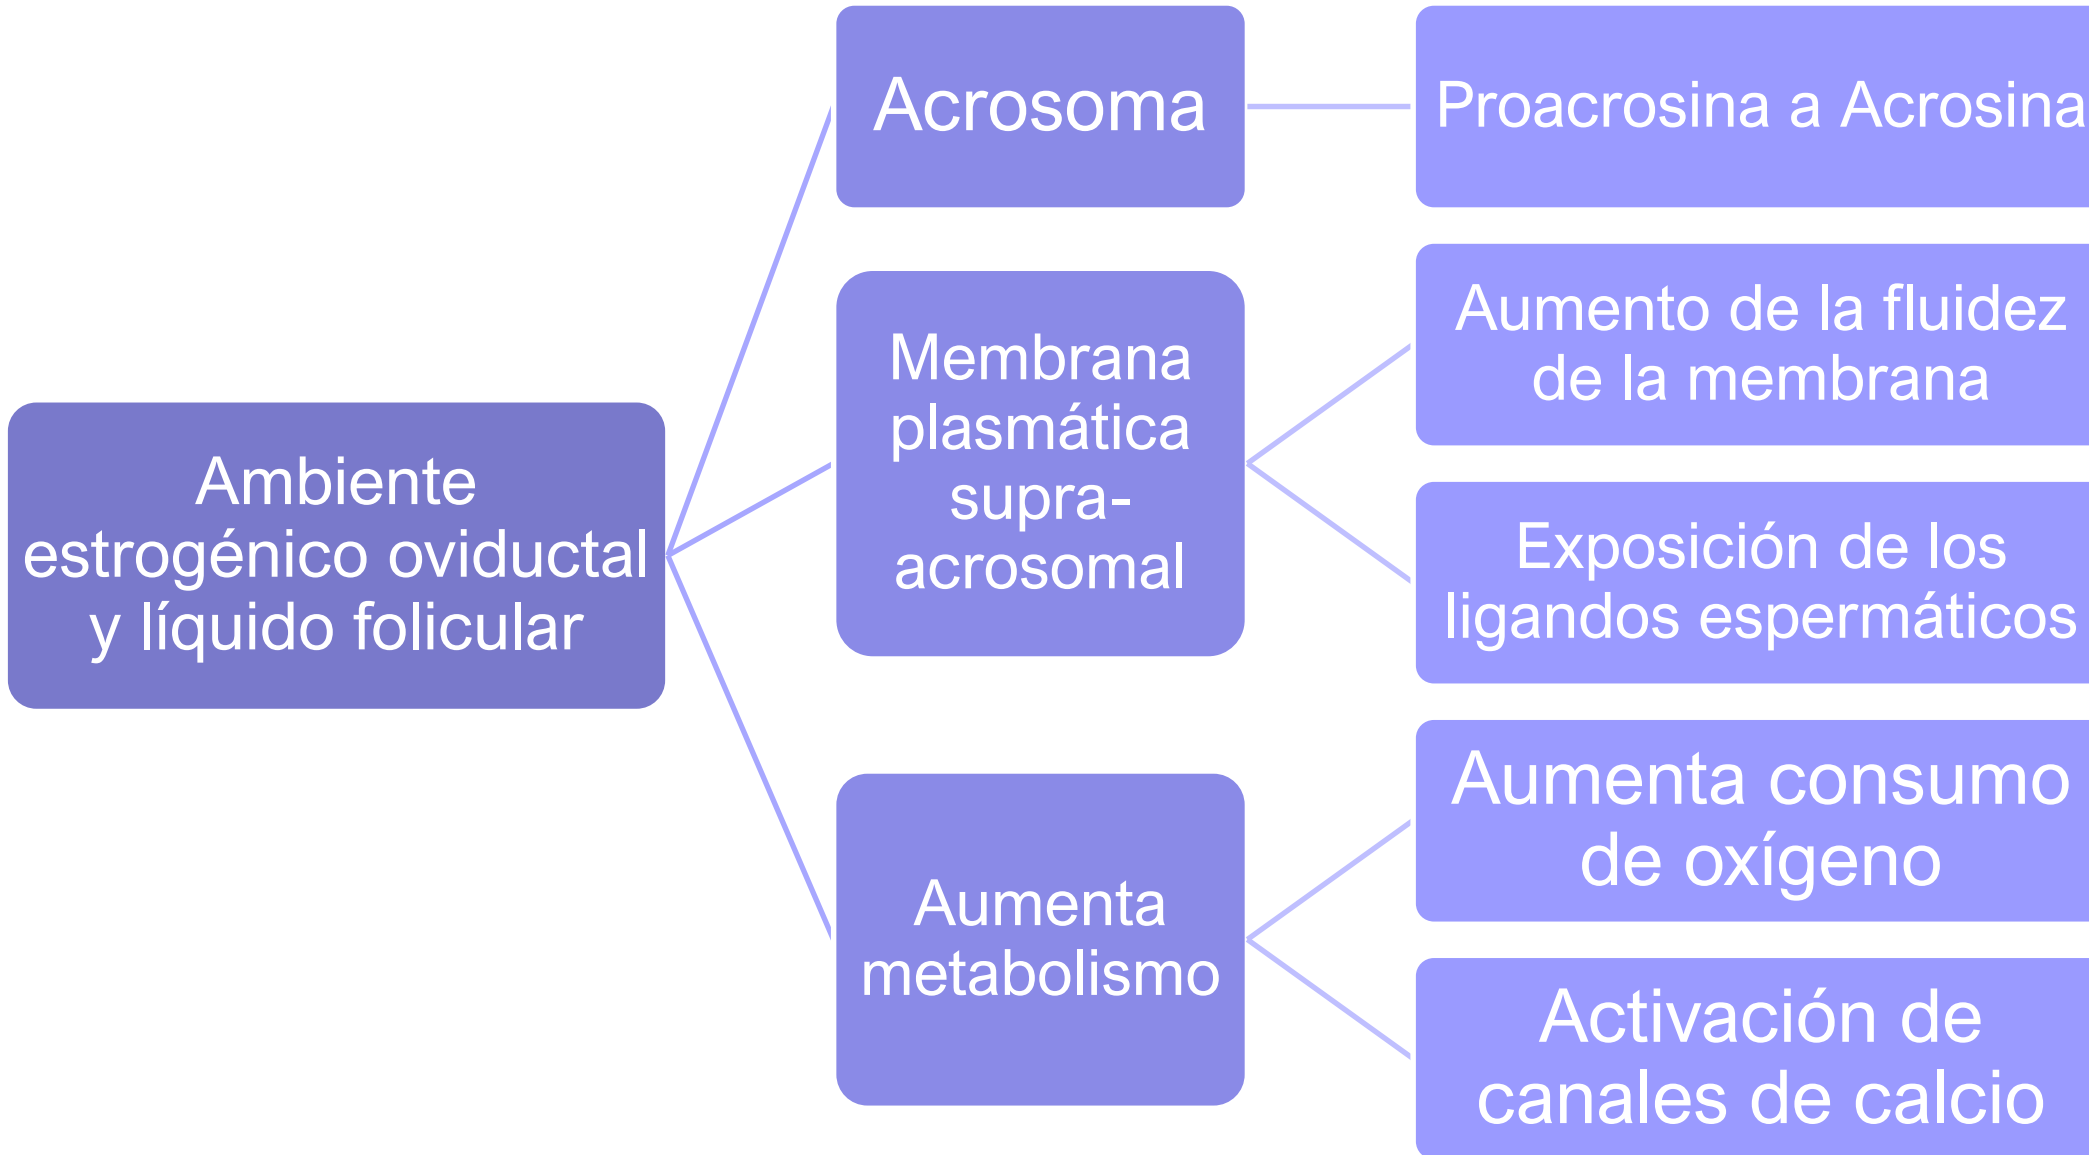 Ambiente
estrogénico oviductal
y líquido folicular
Acrosoma
Proacrosina a Acrosina
Membrana
plasmática
supra-
acrosomal
Aumento de la fluidez
de la membrana
Exposición de los
ligandos espermáticos
Aumenta
metabolismo
Aumenta consumo
de oxígeno
Activación de
canales de calcio